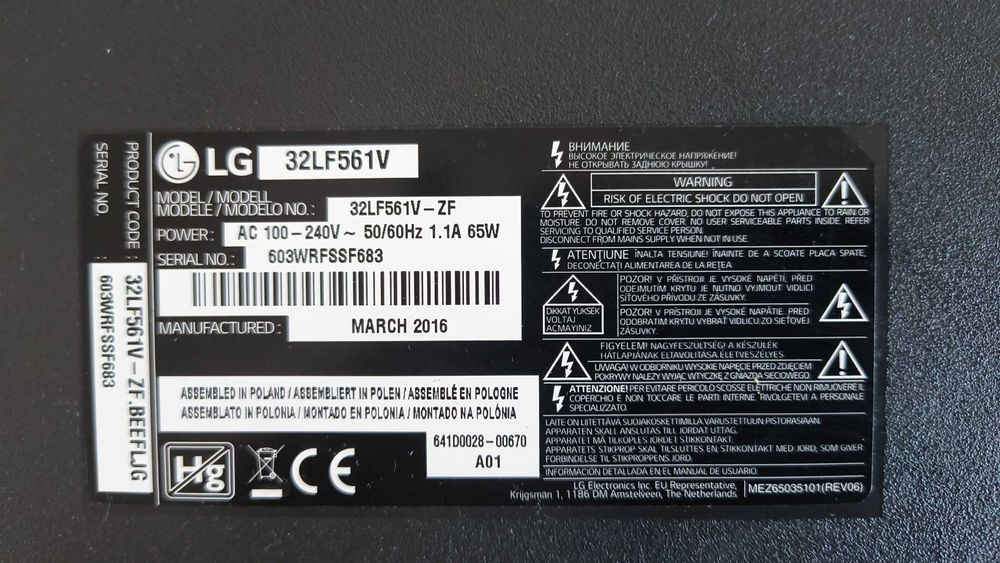 LG 32LF561V
MODEL / MODELL
MODÈLE / MODELO NO.: 32LF561V-ZF
POWER: AC 100-240V~ 50/60Hz 1.1A 65W
SERIAL NO.: 603WRFSSF683
MANUFACTURED: MARCH 2016
ASSEMBLED IN POLAND / ASSEMBLIERT IN POLEN / ASSEMBLÉ EN POLOGNE
ASSEMBLATO IN POLONIA / MONTADO EN POLONIA / MONTADO NA POLÓNIA
641D0028-00670
A01
Hg
CE
PRODUCT CODE: 32LF561V-ZF.BEEFLJG
SERIAL NO. 603WRFSSF683
ВНИМАНИЕ
ВЫСОКОЕ ЭЛЕКТРИЧЕСКОЕ НАПРЯЖЕНИЕ!
НЕ ОТКРЫВАТЬ ЗАДНЮЮ КРЫШКУ!
WARNING
RISK OF ELECTRIC SHOCK DO NOT OPEN
TO PREVENT FIRE OR SHOCK HAZARD, DO NOT EXPOSE THIS APPLIANCE TO RAIN OR
MOISTURE DO NOT REMOVE COVER NO USER SERVICEABLE PARTS INSIDE. REFER
SERVICING TO QUALIFIED SERVICE PERSON.
DISCONNECT FROM MAINS SUPPLY WHEN NOT IN USE.
ATENȚIUNE ÎNALTA TENSIUNE! ÎNAINTE DE A SCOATE PLACA SPATE,
DECONECTAȚI ALIMENTAREA DE LA REȚEA
DİKKAT YÜKSEK
VOLTAJ
AÇMAYINIZ
POZOR! V PŘÍSTROJI JE VYSOKÉ NAPĚTÍ, PŘED
ODEJMUTÍM KRYTU JE NUTNO VYJMOUT VIDLICI
SÍŤOVÉHO PŘÍVODU ZE ZÁSUVKY.
POZOR! V PRÍSTROJI JE VYSOKÉ NAPÄTIE. PRED
ODOBRATÍM KRYTU VYBRAŤ VIDLICU ZO SIEŤOVEJ
ZÁSUVKY.
FIGYELEM! NAGYFESZÜLTSÉG! A KÉSZÜLÉK
HÁTLAPJÁNAK ELTÁVOLÍTÁSA ÉLETVESZÉLYES.
UWAGA! W ODBIORNIKU WYSOKIE NAPIĘCIE PRZED ZDJĘCIEM
POKRYWY NALEŻY WYJĄĆ WTYCZKĘ Z GNIAZDA SIECIOWEGO.
ATTENZIONE! PER EVITARE PERICOLO SCOSSE ELETTRICHE NON RIMUOVERE IL
COPERCHIO E NON TOCCARE LE PARTI INTERNE RIVOLGETEVI A PERSONALE
SPECIALIZZATO.
LAITE ON LIITETTÄVÄ SUOJAKOSKETTIMILLA VARUSTETTUUN PISTORASIAAN.
APPARATEN SKALL ANSLUTAS TILL JORDAT UTTAG.
APPARATET MÅ TILKOPLES JORDET STIKKONTAKT.
APPARATETS STIKPROP SKAL TILSLUTTES EN STIKKONTAKT MED JORD, SOM GIVER
FORBINDELSE TIL STIKPROPPENS JORD.
INFORMACIÓN DETALLADA EN EL MANUAL DE USUARIO.
LG Electronics Inc. EU Representative,
Krijgsman 1, 1186 DM Amstelveen, The Netherlands
MEZ65035101(REV06)